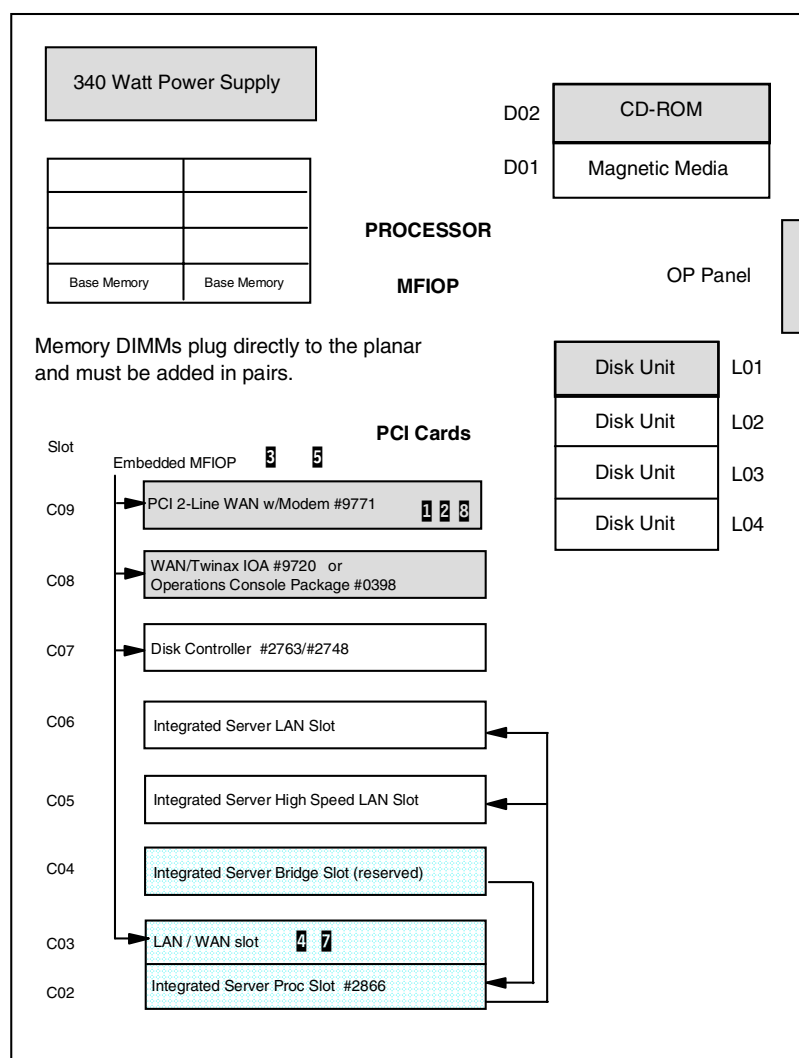 340 Watt Power Supply
D02
CD-ROM
D01
Magnetic Media
PROCESSOR
Base Memory
Base Memory
MFIOP
OP Panel
Memory DIMMs plug directly to the planar
and must be added in pairs.
Disk Unit
L01
Disk Unit
L02
Disk Unit
L03
Disk Unit
L04
PCI Cards
Slot
Embedded MFIOP 3 5
C09
PCI 2-Line WAN w/Modem #9771 1 2 8
C08
WAN/Twinax IOA #9720 or
Operations Console Package #0398
C07
Disk Controller #2763/#2748
C06
Integrated Server LAN Slot
C05
Integrated Server High Speed LAN Slot
C04
Integrated Server Bridge Slot (reserved)
C03
LAN / WAN slot 4 7
C02
Integrated Server Proc Slot #2866